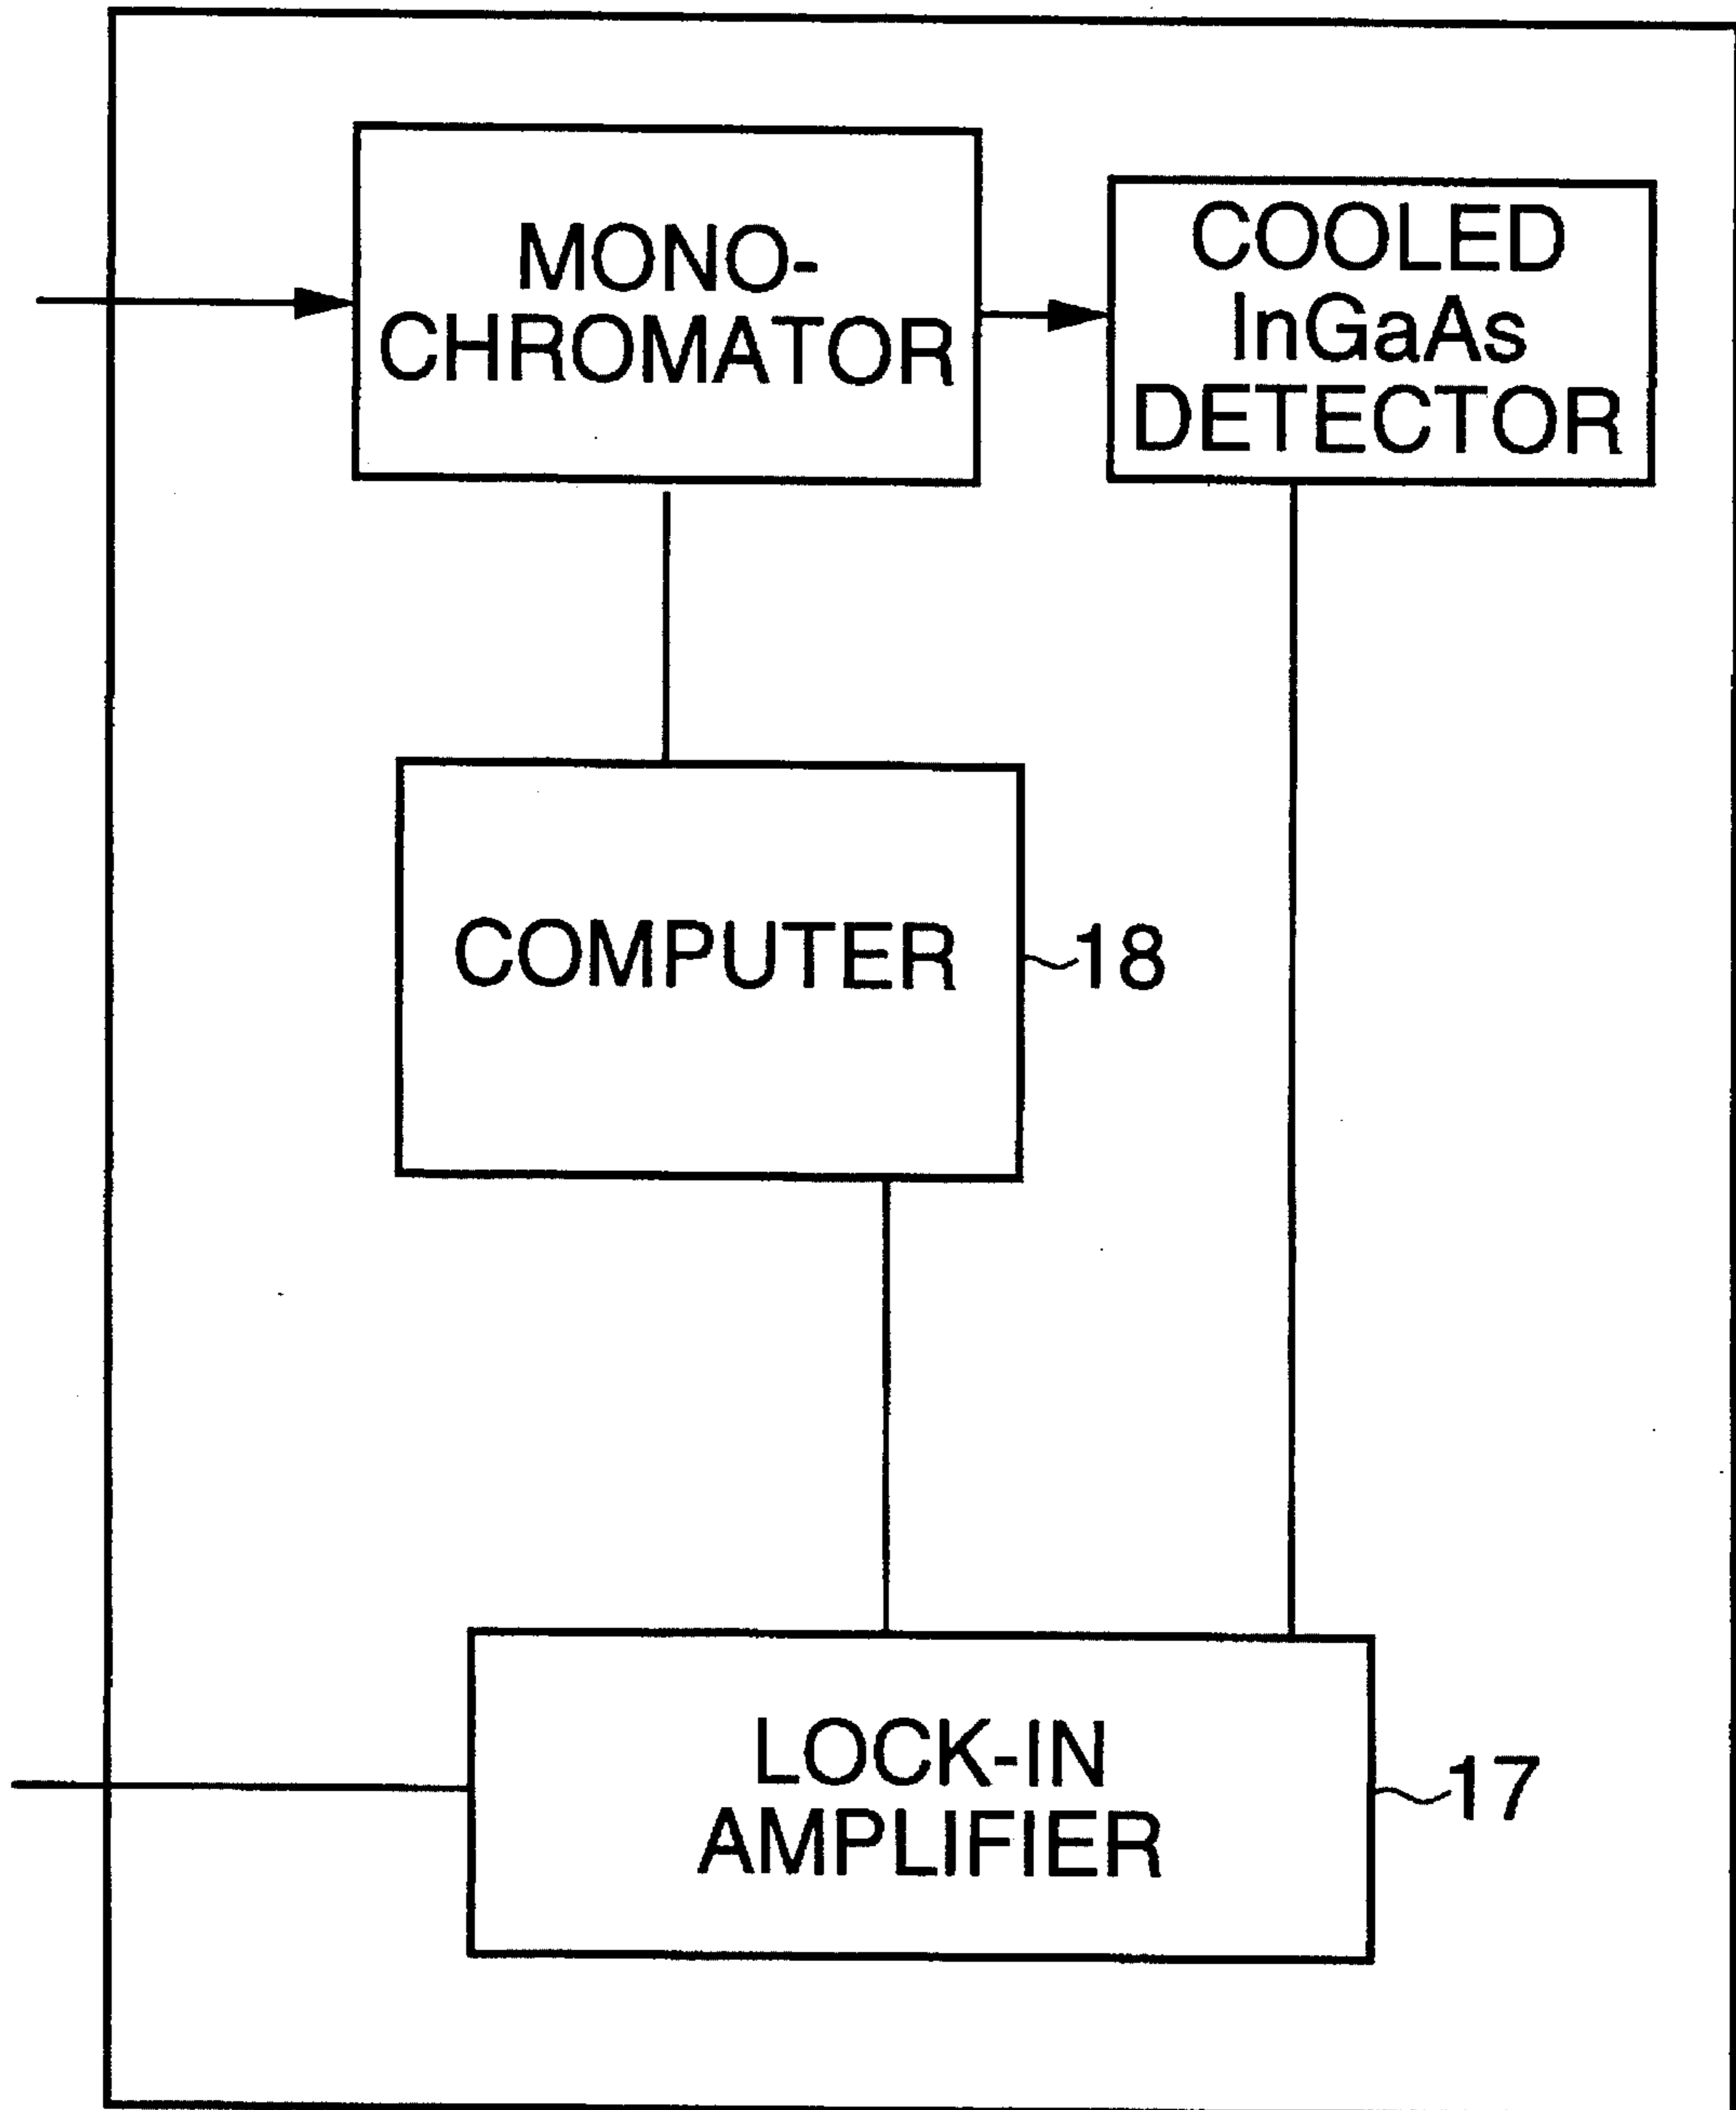 MONO-
CHROMATOR
COOLED
InGaAs
DETECTOR
COMPUTER
18
LOCK-IN
AMPLIFIER
17